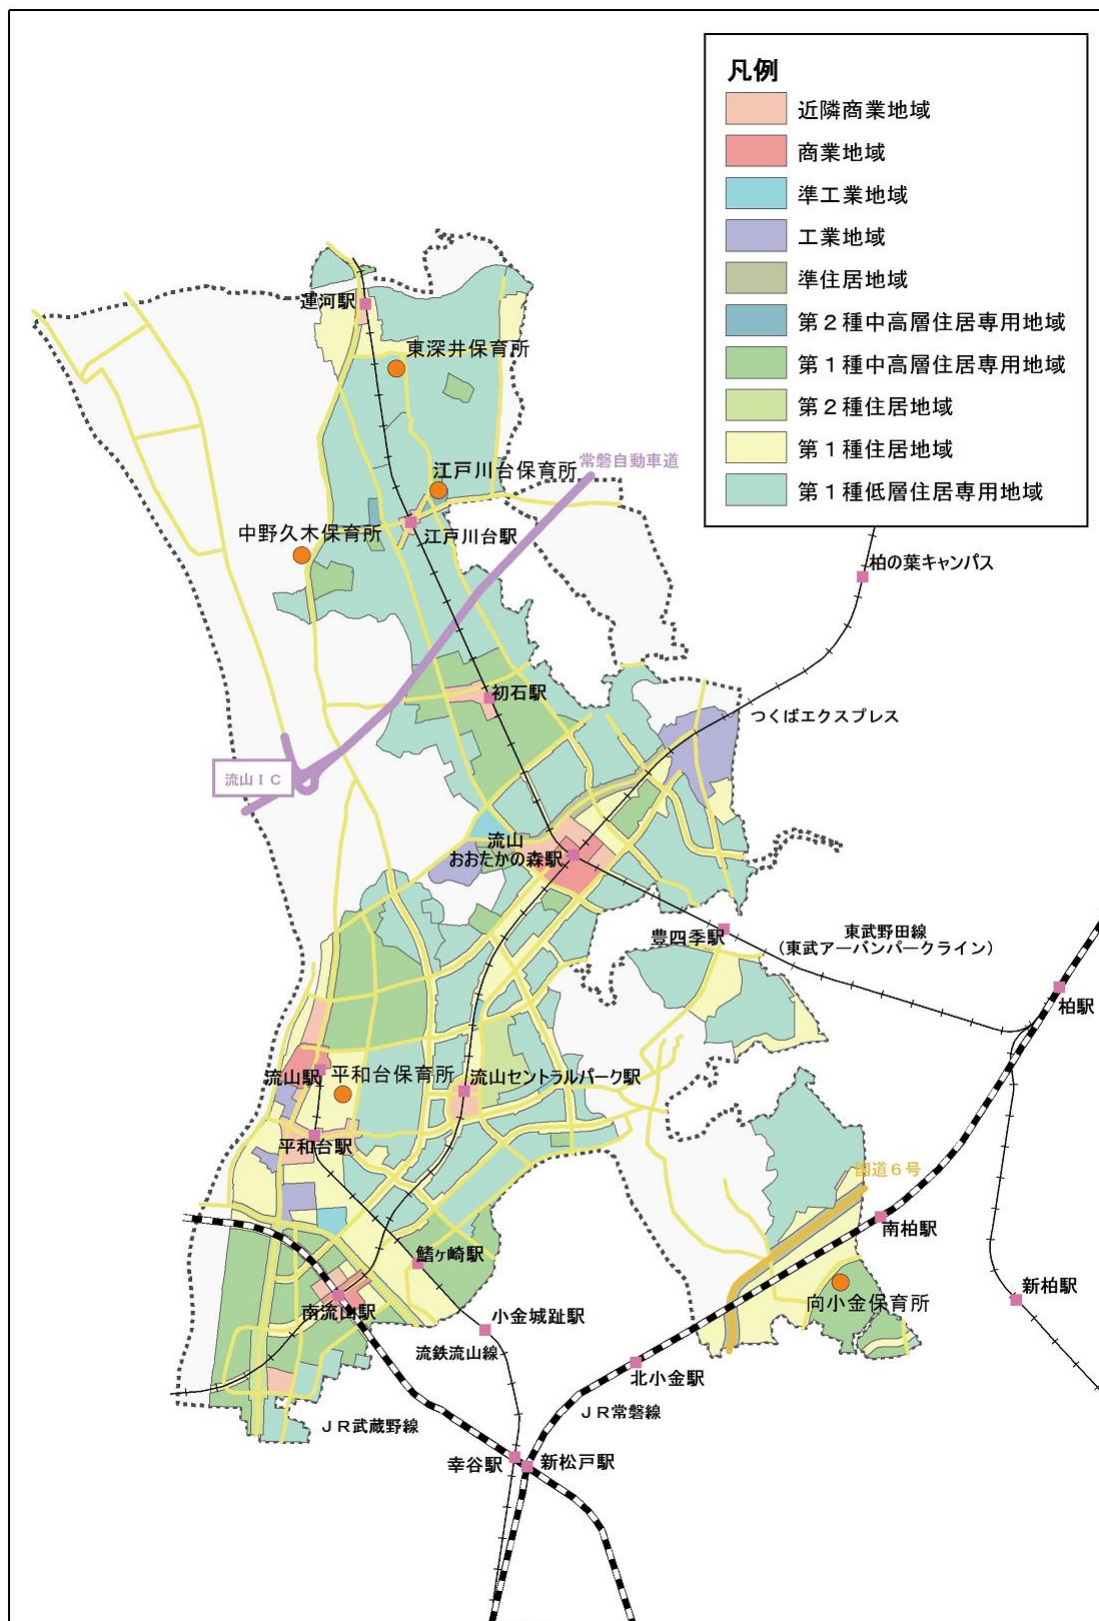 凡例
近隣商業地域
商業地域
準工業地域
工業地域
準住居地域
第２種中高層住居専用地域
第１種中高層住居専用地域
第２種住居地域
第１種住居地域
第１種低層住居専用地域
運河駅
東深井保育所
江戸川台保育所
常磐自動車道
中野久木保育所
江戸川台駅
柏の葉キャンパス
初石駅
つくばエクスプレス
流山ＩＣ
流山
おおたかの森駅
豊四季駅
東武野田線
（東武アーバンパークライン）
柏駅
流山駅
平和台保育所
流山セントラルパーク駅
平和台駅
国道６号
南柏駅
鰭ヶ崎駅
新柏駅
向小金保育所
南流山駅
小金城趾駅
流鉄流山線
北小金駅
ＪＲ常磐線
ＪＲ武蔵野線
幸谷駅
新松戸駅